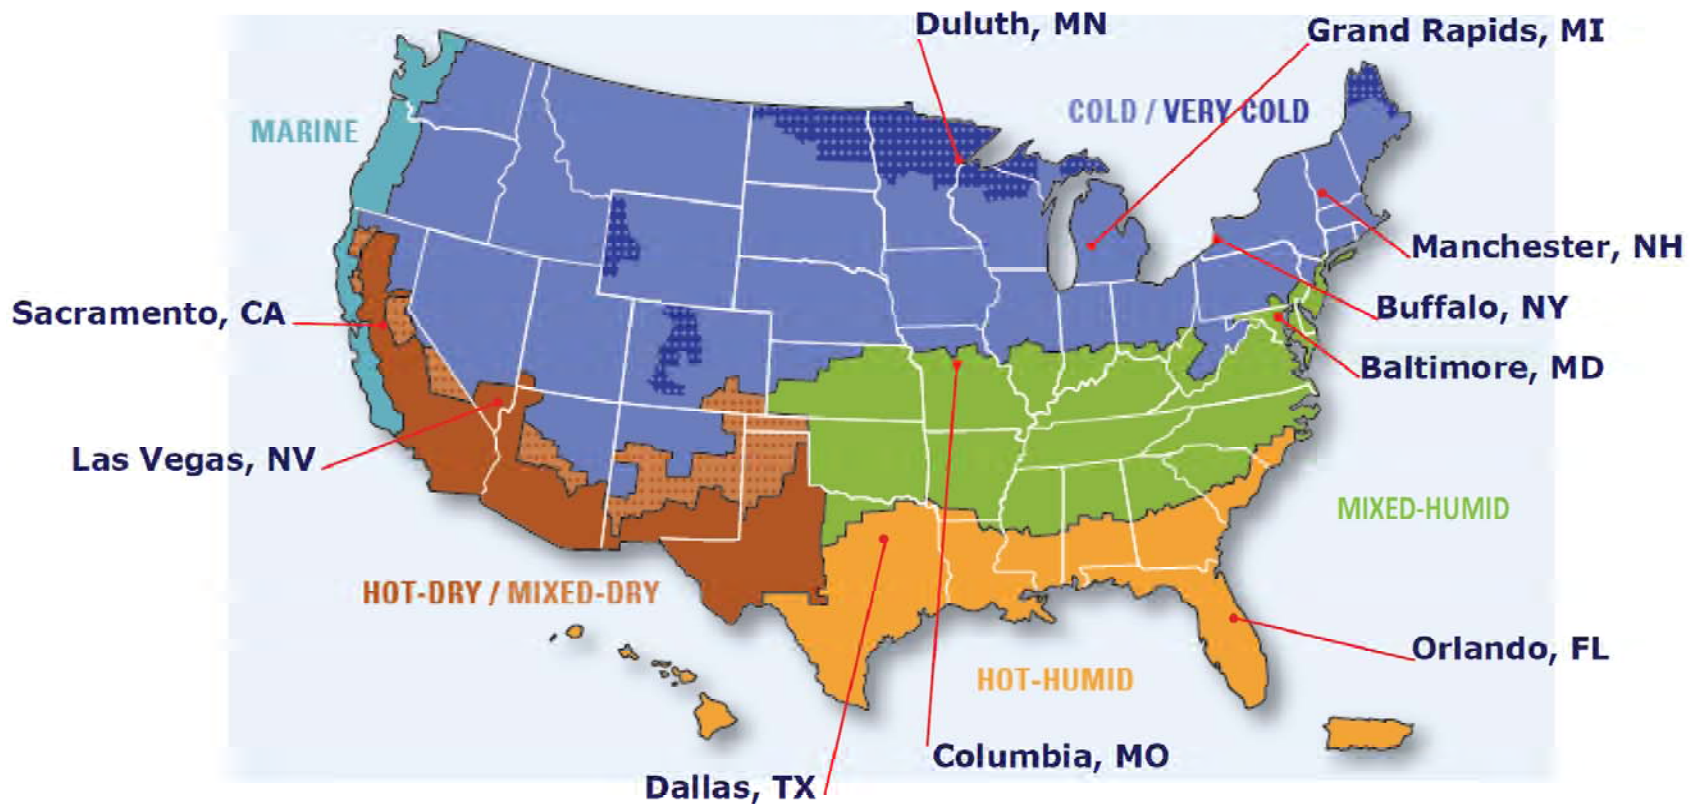 Duluth, MN
Grand Rapids, MI
COLD / VERY COLD
MARINE
Manchester, NH
Sacramento, CA
Buffalo, NY
Baltimore, MD
Las Vegas, NV
MIXED-HUMID
HOT-DRY / MIXED-DRY
Orlando, FL
HOT-HUMID
Columbia, MO
Dallas, TX